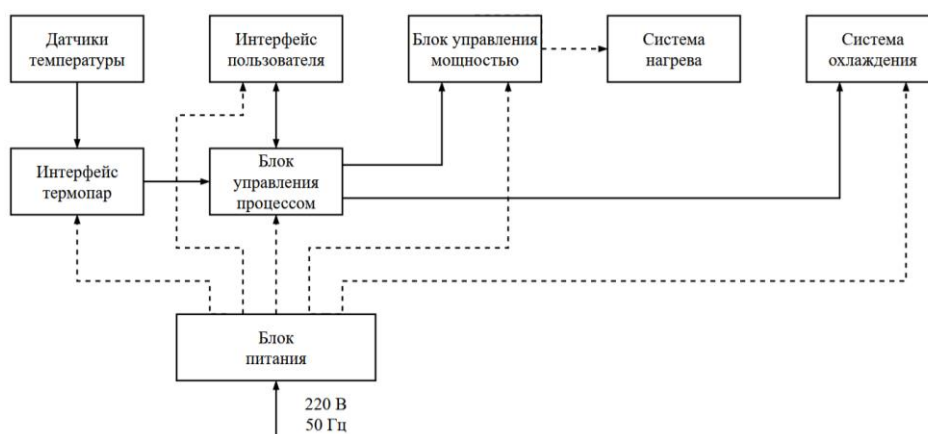 Датчики
температуры
Интерфейс
пользователя
Блок управления
мощностью
Система
нагрева
Система
охлаждения
Интерфейс
термопар
Блок
управления
процессом
Блок
питания
220 В
50 Гц